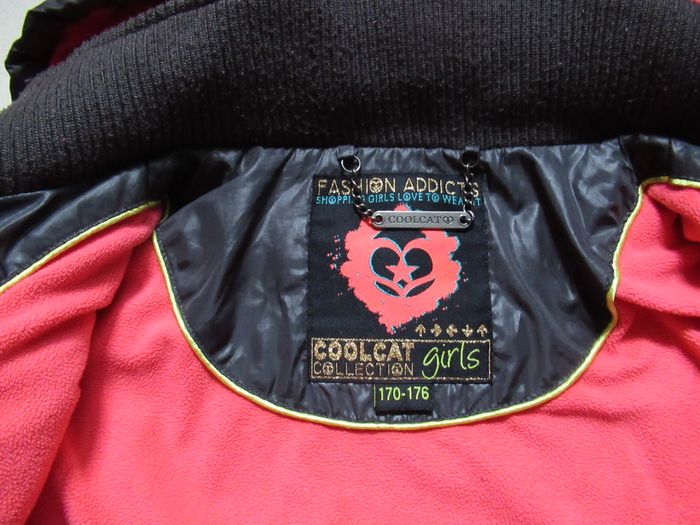 FASHION ADDICTS
SHOPPING GIRLS LOVE TO WEAR IT
COOLCAT
COOLCAT girls
COLLECTION
170-176